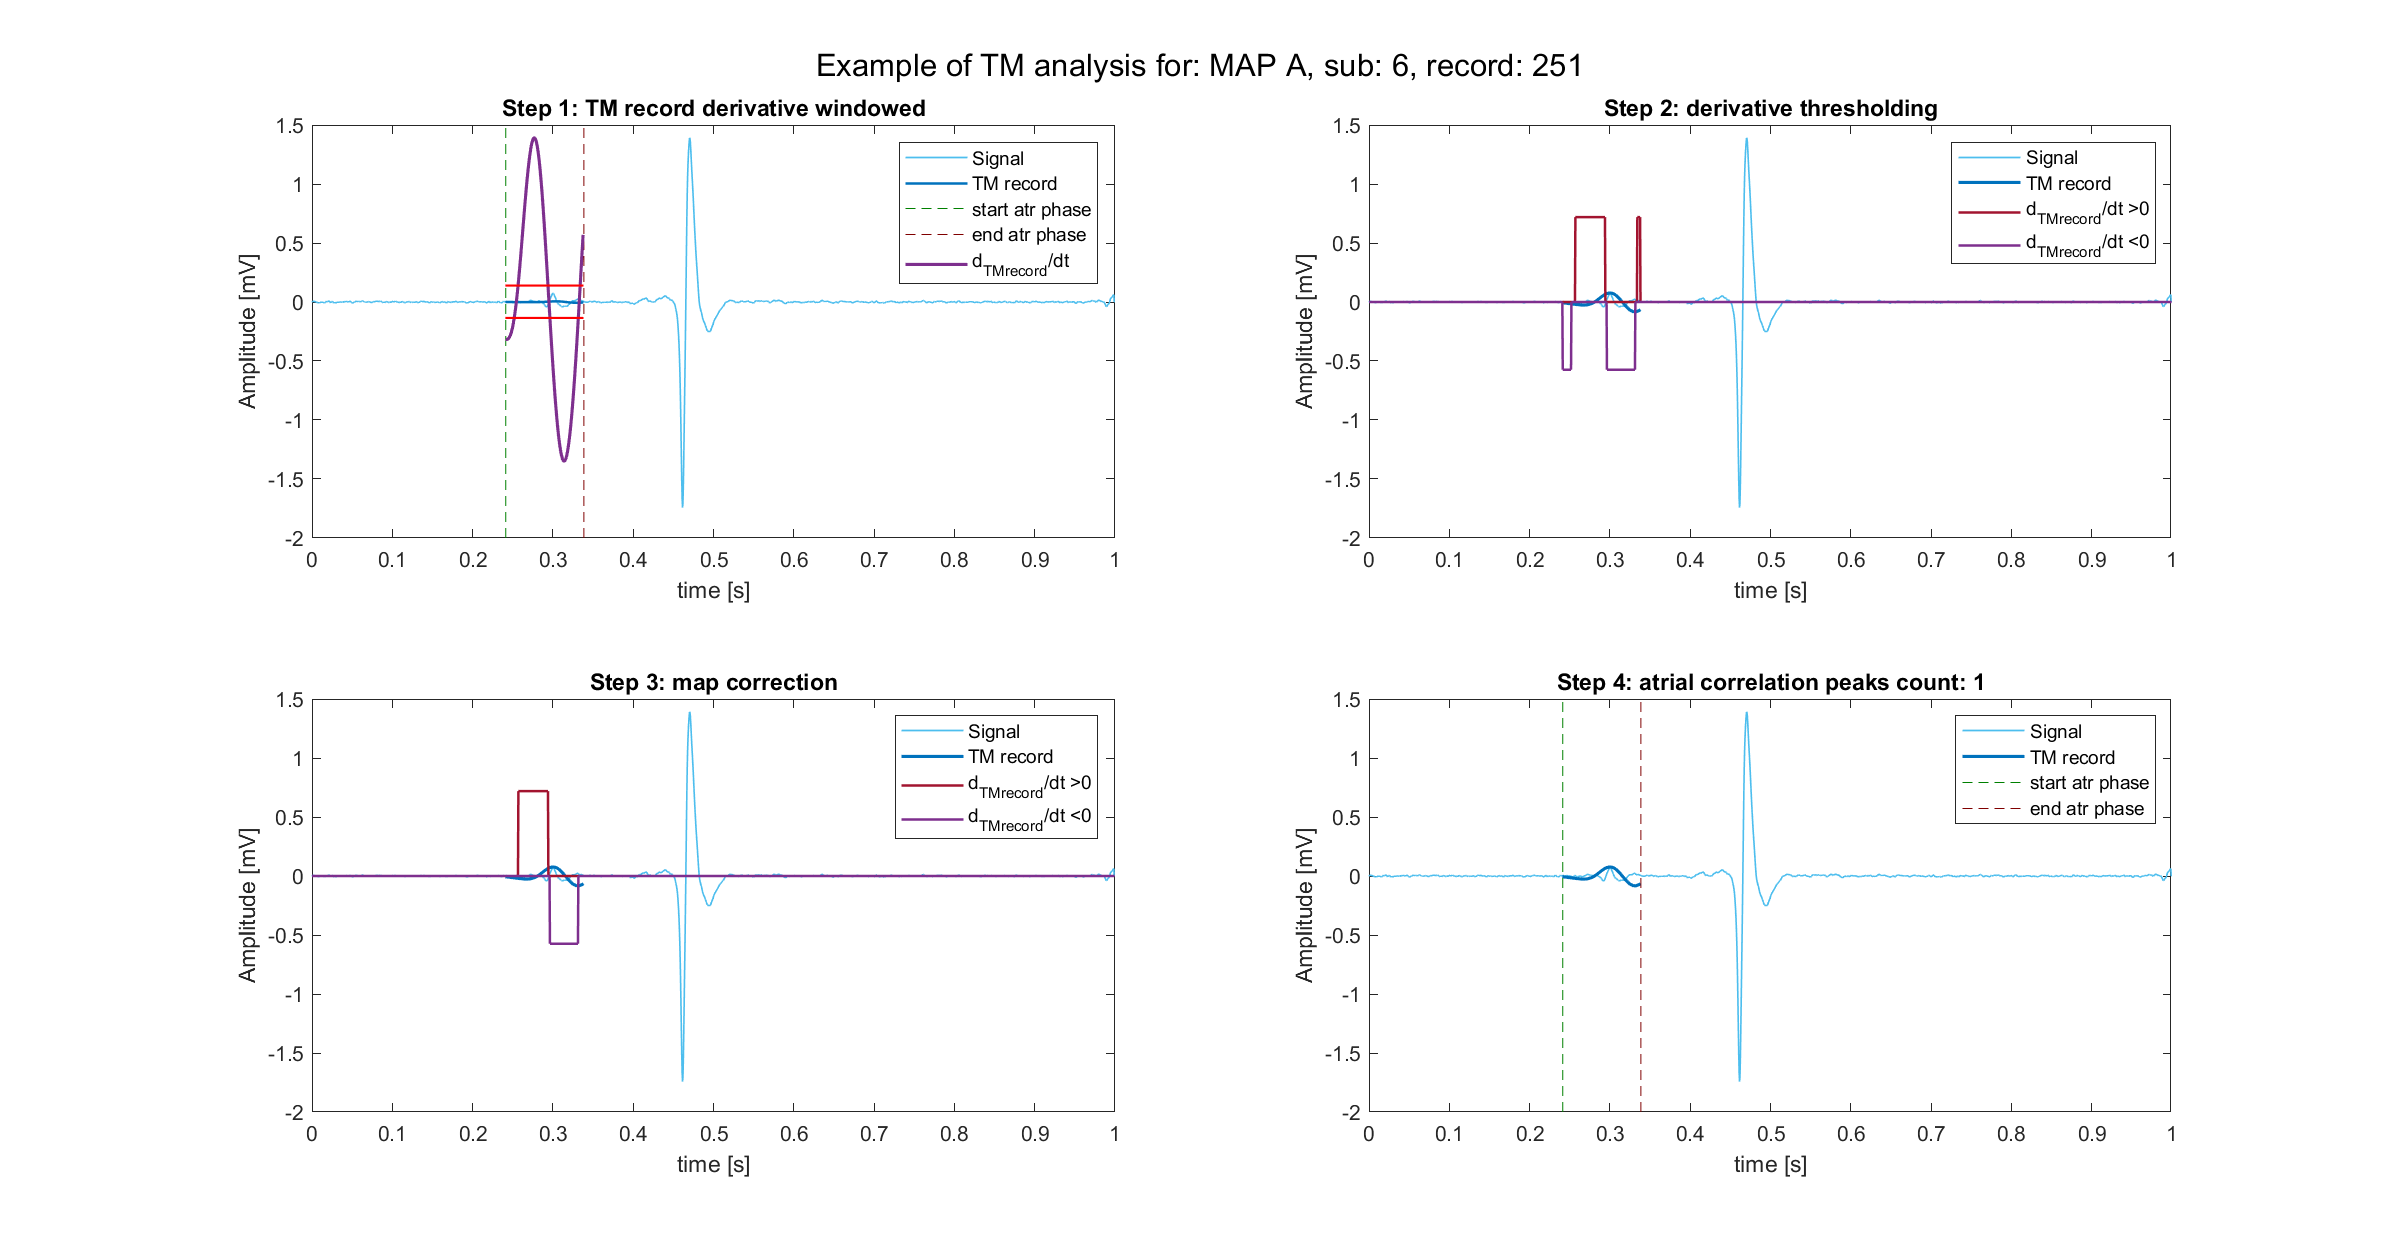 Example of TM analysis for: MAP A, sub: 6, record: 251
Step 1: TM record derivative windowed
1.5
1
0.5
0
-0.5
-1
-1.5
-2
Amplitude [mV]
0 0.1 0.2 0.3 0.4 0.5 0.6 0.7 0.8 0.9 1
time [s]
Signal
TM record
start atr phase
end atr phase
dTMrecord/dt
Step 2: derivative thresholding
1.5
1
0.5
0
-0.5
-1
-1.5
-2
Amplitude [mV]
0 0.1 0.2 0.3 0.4 0.5 0.6 0.7 0.8 0.9 1
time [s]
Signal
TM record
dTMrecord/dt >0
dTMrecord/dt <0
Step 3: map correction
1.5
1
0.5
0
-0.5
-1
-1.5
-2
Amplitude [mV]
0 0.1 0.2 0.3 0.4 0.5 0.6 0.7 0.8 0.9 1
time [s]
Signal
TM record
dTMrecord/dt >0
dTMrecord/dt <0
Step 4: atrial correlation peaks count: 1
1.5
1
0.5
0
-0.5
-1
-1.5
-2
Amplitude [mV]
0 0.1 0.2 0.3 0.4 0.5 0.6 0.7 0.8 0.9 1
time [s]
Signal
TM record
start atr phase
end atr phase